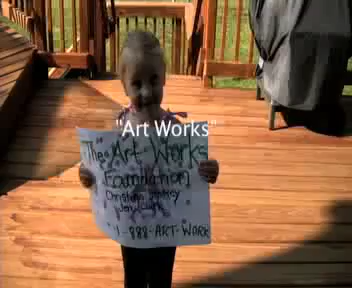 "Art Works"
The Art Works
Foundation
1-888-ART-WORK